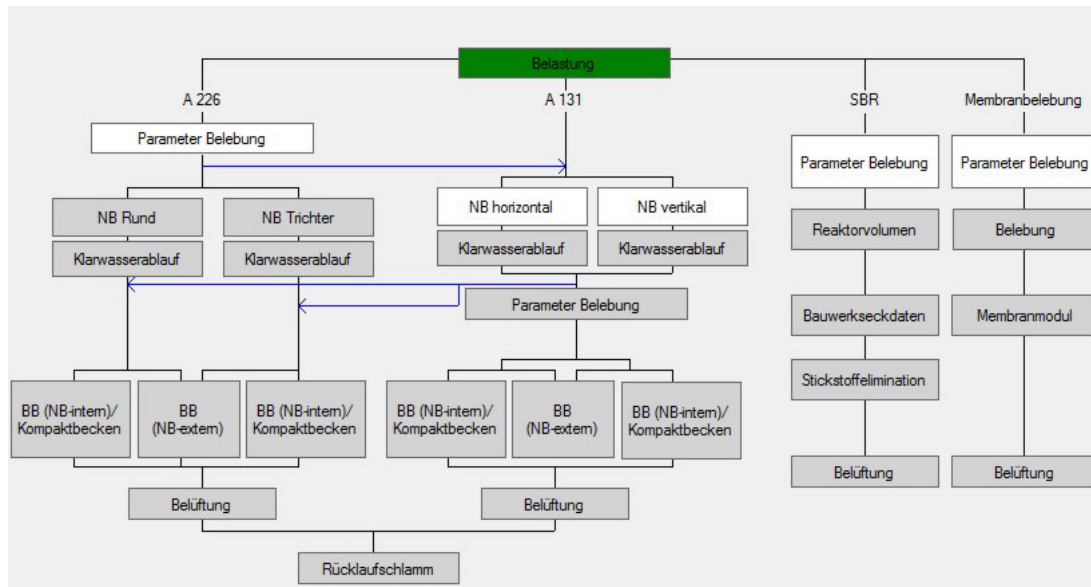 Belastung
A 226
A 131
SBR
Membranbelebung
Parameter Belebung
Parameter Belebung
Parameter Belebung
NB Rund
NB Trichter
NB horizontal
NB vertikal
Reaktorvolumen
Belebung
Klarwasserablauf
Klarwasserablauf
Klarwasserablauf
Klarwasserablauf
Parameter Belebung
Bauwerkseckdaten
Membranmodul
Stickstoffelimination
BB (NB-intern)/
Kompaktbecken
BB
(NB-extern)
BB (NB-intern)/
Kompaktbecken
BB (NB-intern)/
Kompaktbecken
BB
(NB-extern)
BB (NB-intern)/
Kompaktbecken
Belüftung
Belüftung
Belüftung
Belüftung
Rücklaufschlamm